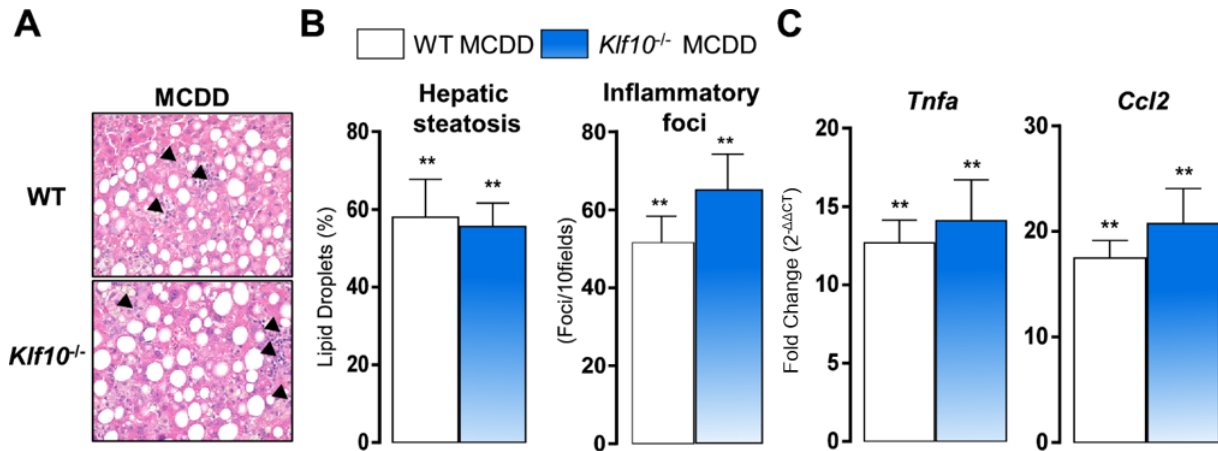 A
MCDD
WT
Klf10-/-
B
WT MCDD
Klf10-/- MCDD
Hepatic
steatosis
Lipid Droplets (%)
80
60
40
20
0
**
**
Inflammatory
foci
(Foci/10fields)
80
60
40
20
0
**
**
C
Tnfa
Fold Change (2-ΔΔCT)
20
15
10
5
0
**
**
Ccl2
30
20
10
0
**
**